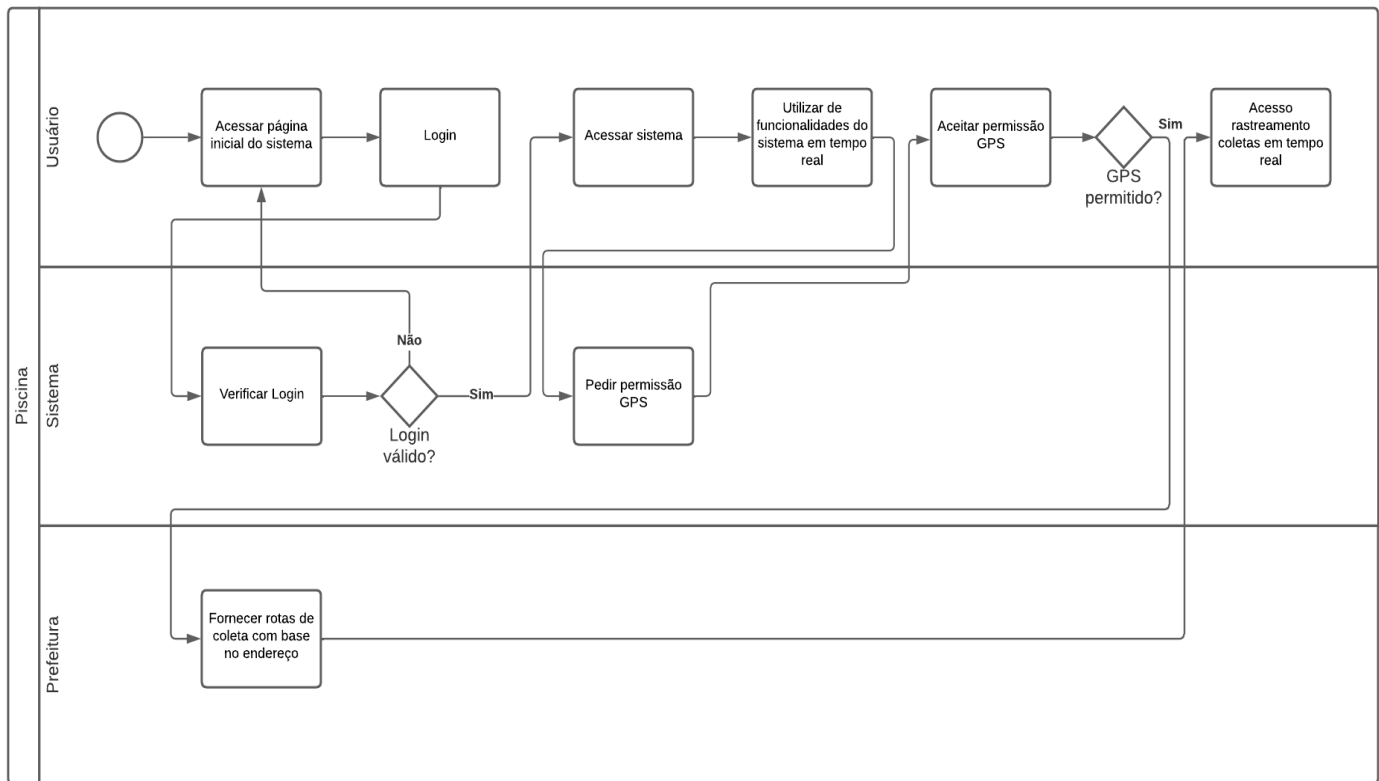 Piscina
Usuário
Acessar página
inicial do sistema
Login
Acessar sistema
Utilizar de
funcionalidades do
sistema em tempo
real
Aceitar permissão
GPS
GPS
permitido?
Sim
Acesso
rastreamento
coletas em tempo
real
Sistema
Verificar Login
Não
Login
válido?
Sim
Pedir permissão
GPS
Prefeitura
Fornecer rotas de
coleta com base
no endereço